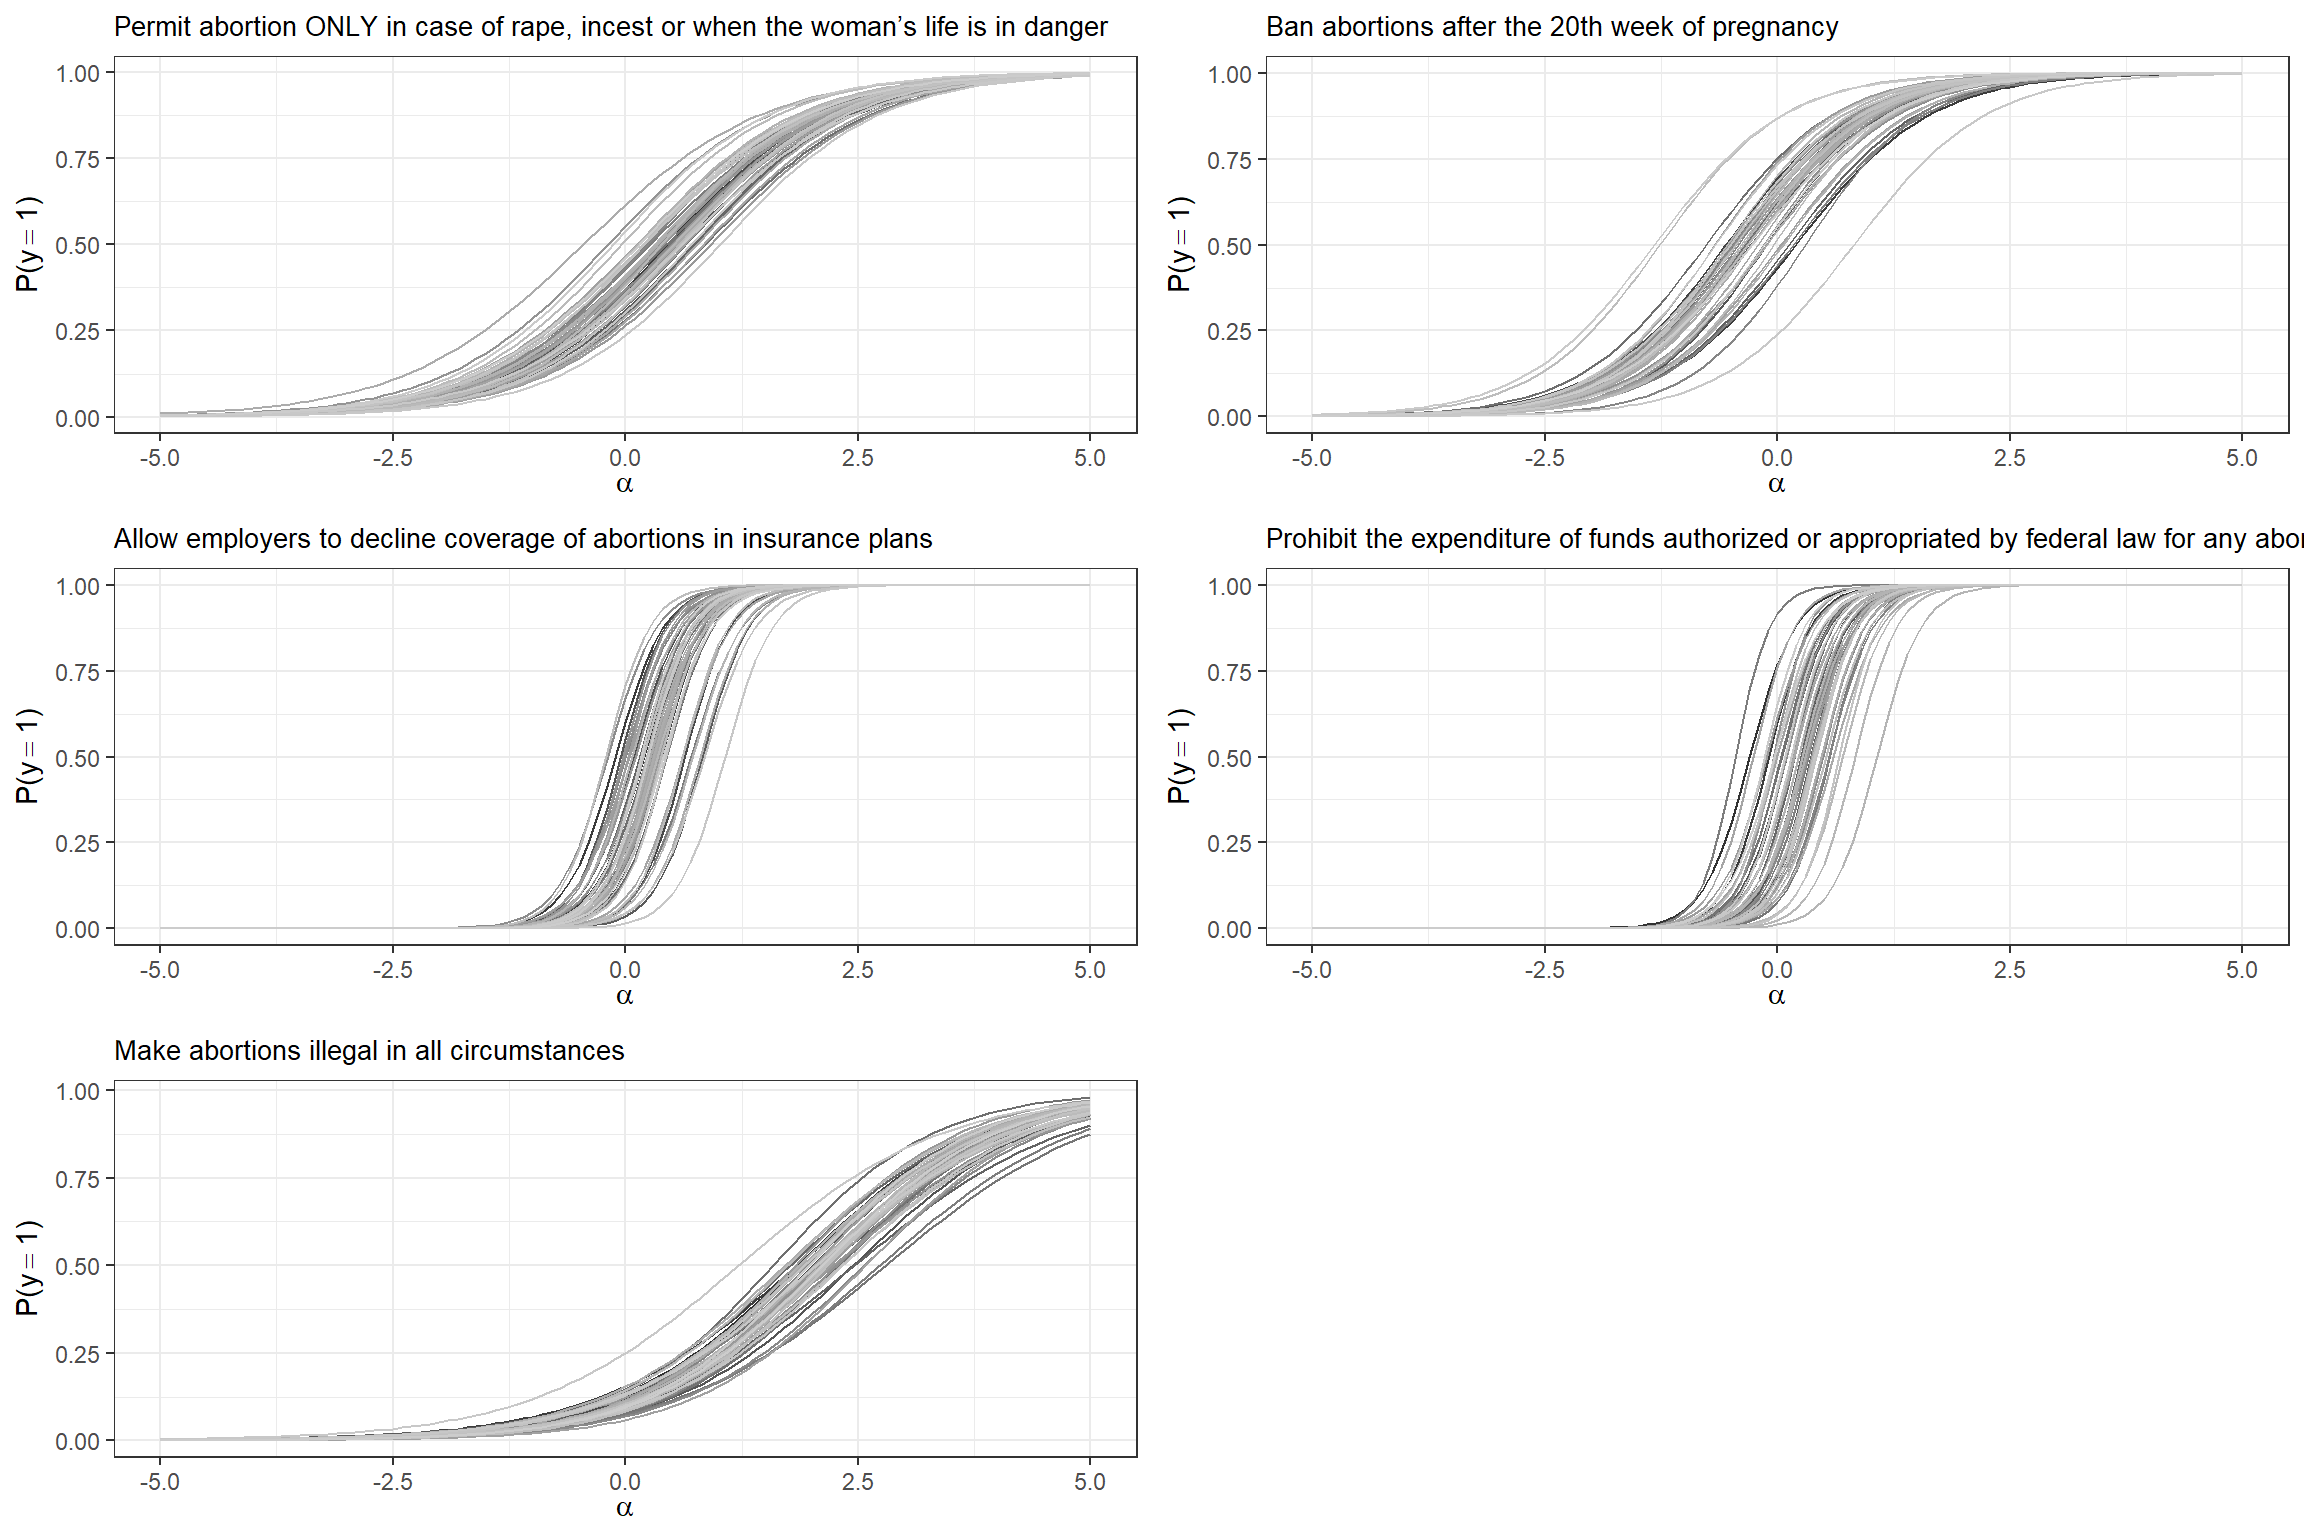 Permit abortion ONLY in case of rape, incest or when the woman’s life is in danger
1.00
0.75
0.50
0.25
0.00
P(y = 1)
-5.0 -2.5 0.0 2.5 5.0
α
Ban abortions after the 20th week of pregnancy
1.00
0.75
0.50
0.25
0.00
P(y = 1)
-5.0 -2.5 0.0 2.5 5.0
α
Allow employers to decline coverage of abortions in insurance plans
1.00
0.75
0.50
0.25
0.00
P(y = 1)
-5.0 -2.5 0.0 2.5 5.0
α
Prohibit the expenditure of funds authorized or appropriated by federal law for any abor
1.00
0.75
0.50
0.25
0.00
P(y = 1)
-5.0 -2.5 0.0 2.5 5.0
α
Make abortions illegal in all circumstances
1.00
0.75
0.50
0.25
0.00
P(y = 1)
-5.0 -2.5 0.0 2.5 5.0
α